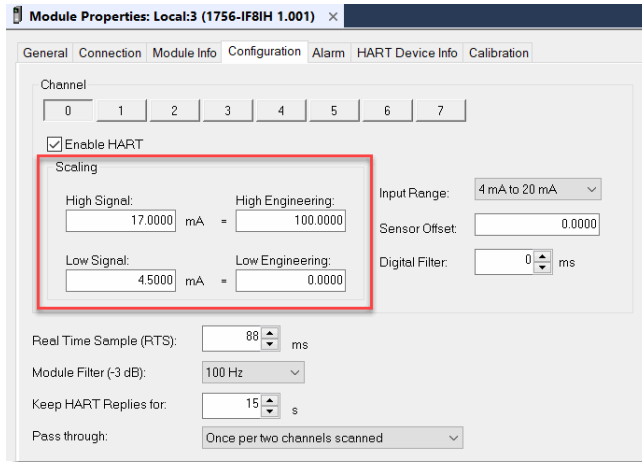 Module Properties: Local:3 (1756-IF8IH 1.001) ×
General Connection Module Info Configuration Alarm HART Device Info Calibration
Channel
0 1 2 3 4 5 6 7
Enable HART
Scaling
High Signal: High Engineering:
17.0000 mA = 100.0000
Low Signal: Low Engineering:
4.5000 mA = 0.0000
Input Range: 4 mA to 20 mA
Sensor Offset: 0.0000
Digital Filter: 0 ms
Real Time Sample (RTS): 88 ms
Module Filter (-3 dB): 100 Hz
Keep HART Replies for: 15 s
Pass through: Once per two channels scanned